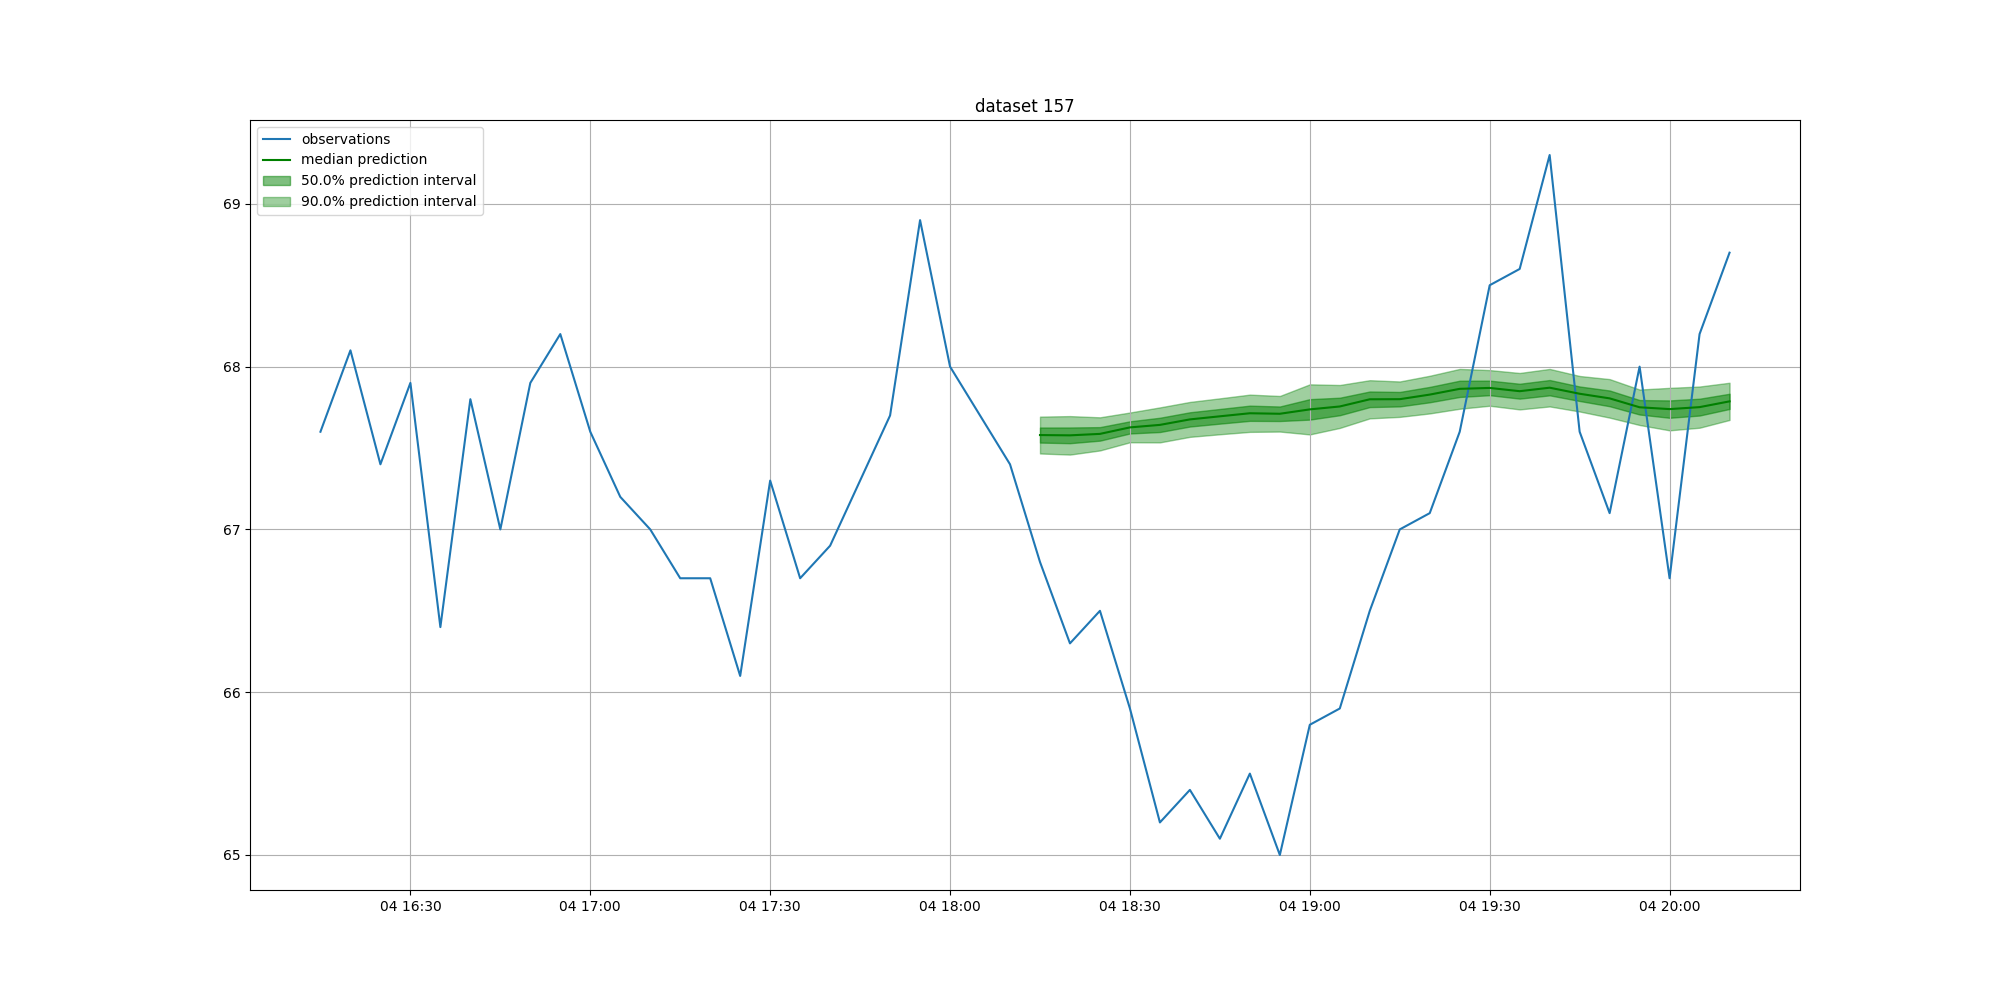 dataset 157
observations
median prediction
50.0% prediction interval
90.0% prediction interval
69
68
67
66
65
04 16:30 04 17:00 04 17:30 04 18:00 04 18:30 04 19:00 04 19:30 04 20:00